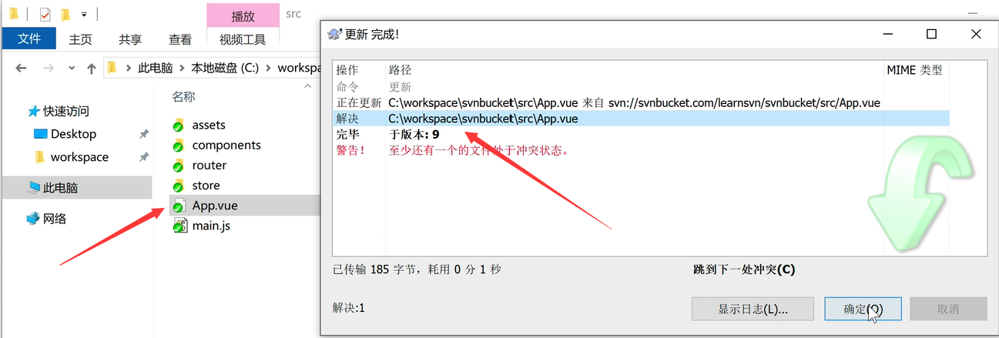 播放
src
文件
主页
共享
查看
视频工具
此电脑
本地磁盘 (C:)
workspa
快速访问
Desktop
workspace
此电脑
网络
名称
assets
components
router
store
App.vue
main.js
更新 完成!
操作 路径 MIME 类型
命令 更新
正在更新 C:\workspace\svnbucket\src\App.vue 来自 svn://svnbucket.com/learnsvn/svnbucket/src/App.vue
解决 C:\workspace\svnbucket\src\App.vue
完毕 于版本: 9
警告! 至少还有一个的文件处于冲突状态。
已传输 185 字节，耗用 0 分 1 秒
跳到下一处冲突(C)
解决:1
显示日志(L)...
确定(O)
取消